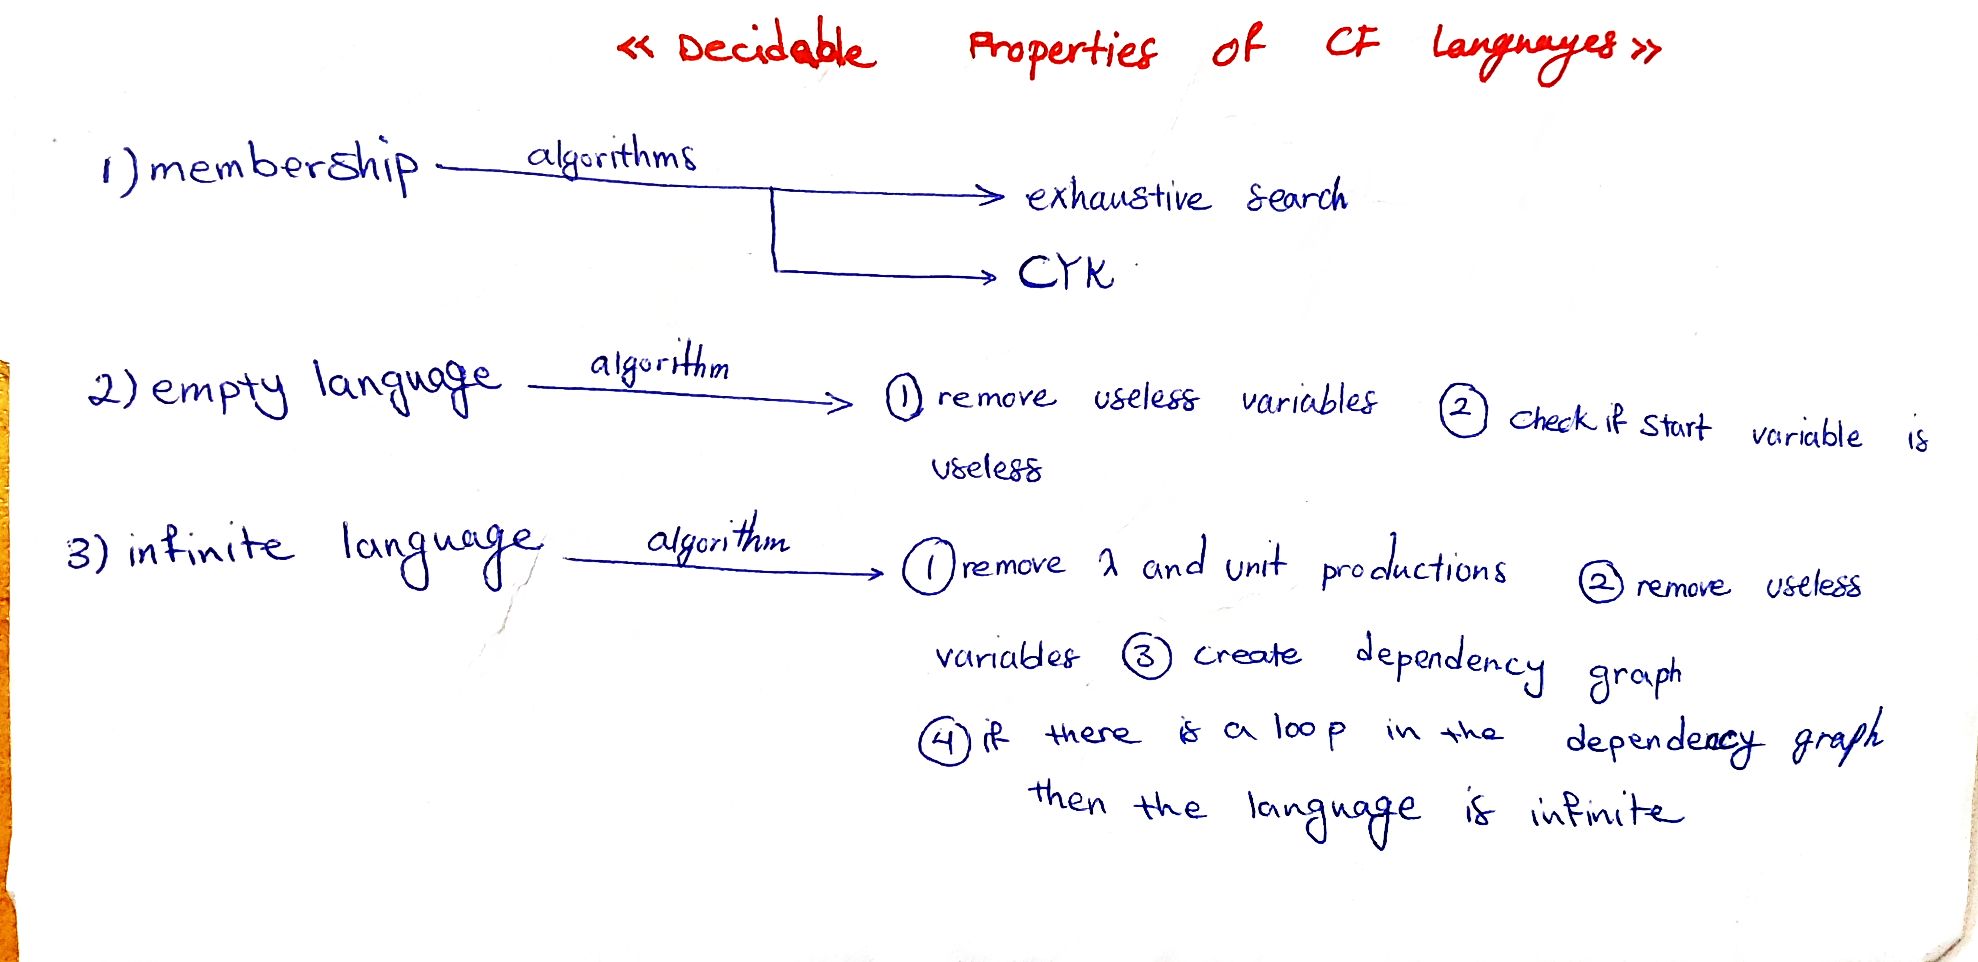 << Decidable Properties of CF Languages >>
1) membership algorithms exhaustive search
CYK
2) empty language algorithm ① remove useless variables ② check if start variable is
useless
3) infinite language algorithm ① remove λ and unit productions ② remove useless
variables ③ create dependency graph
④ if there is a loop in the dependency graph
then the language is infinite